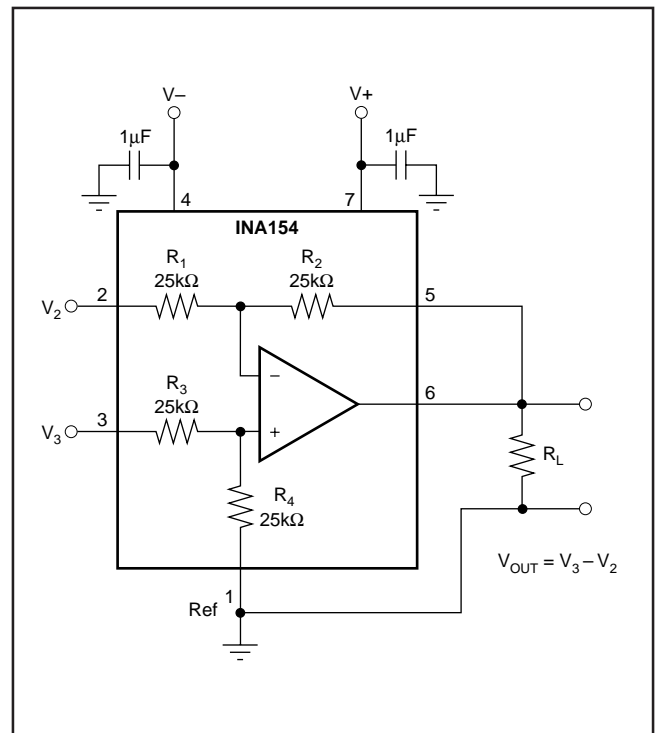 V–
V+
1µF
1µF
4
7
INA154
R1
25kΩ
R2
25kΩ
V2
2
5
R3
25kΩ
V3
3
–
+
6
RL
R4
25kΩ
VOUT = V3 – V2
Ref
1